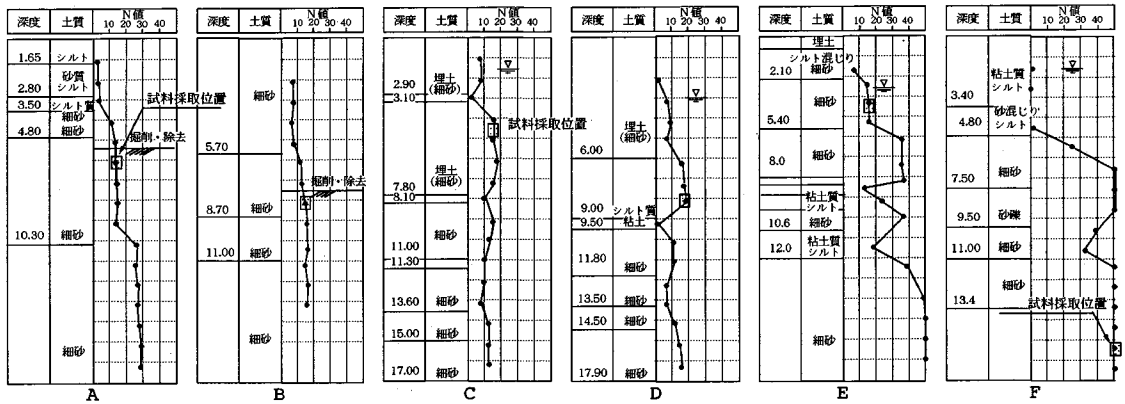 深度 土質 N値 10 20 30 40
1.65 シルト
砂質
2.80 シルト
3.50 シルト質
細砂
4.80 細砂
試料採取位置
掘削・除去
10.30 細砂
細砂
A
深度 土質 N値 10 20 30 40
細砂
5.70
掘削・除去
8.70 細砂
11.00 細砂
細砂
B
深度 土質 N値 10 20 30 40
埋土
2.90 (細砂)
3.10
試料採取位置
埋土
7.80 (細砂)
8.10
細砂
11.00
11.30
13.60 細砂
15.00 細砂
17.00 細砂
C
深度 土質 N値 10 20 30 40
埋土
(細砂)
6.00
9.00 シルト質
9.50 粘土
11.80 細砂
13.50 細砂
14.50 細砂
17.90 細砂
D
深度 土質 N値 10 20 30 40
埋土
シルト混じり
2.10 細砂
細砂
5.40
8.0 細砂
粘土質
シルト
10.6 細砂
12.0 粘土質
シルト
細砂
E
深度 土質 N値 10 20 30 40
粘土質
シルト
3.40
砂混じり
4.80 シルト
7.50 細砂
9.50 砂礫
11.00 細砂
細砂
13.4
試料採取位置
F